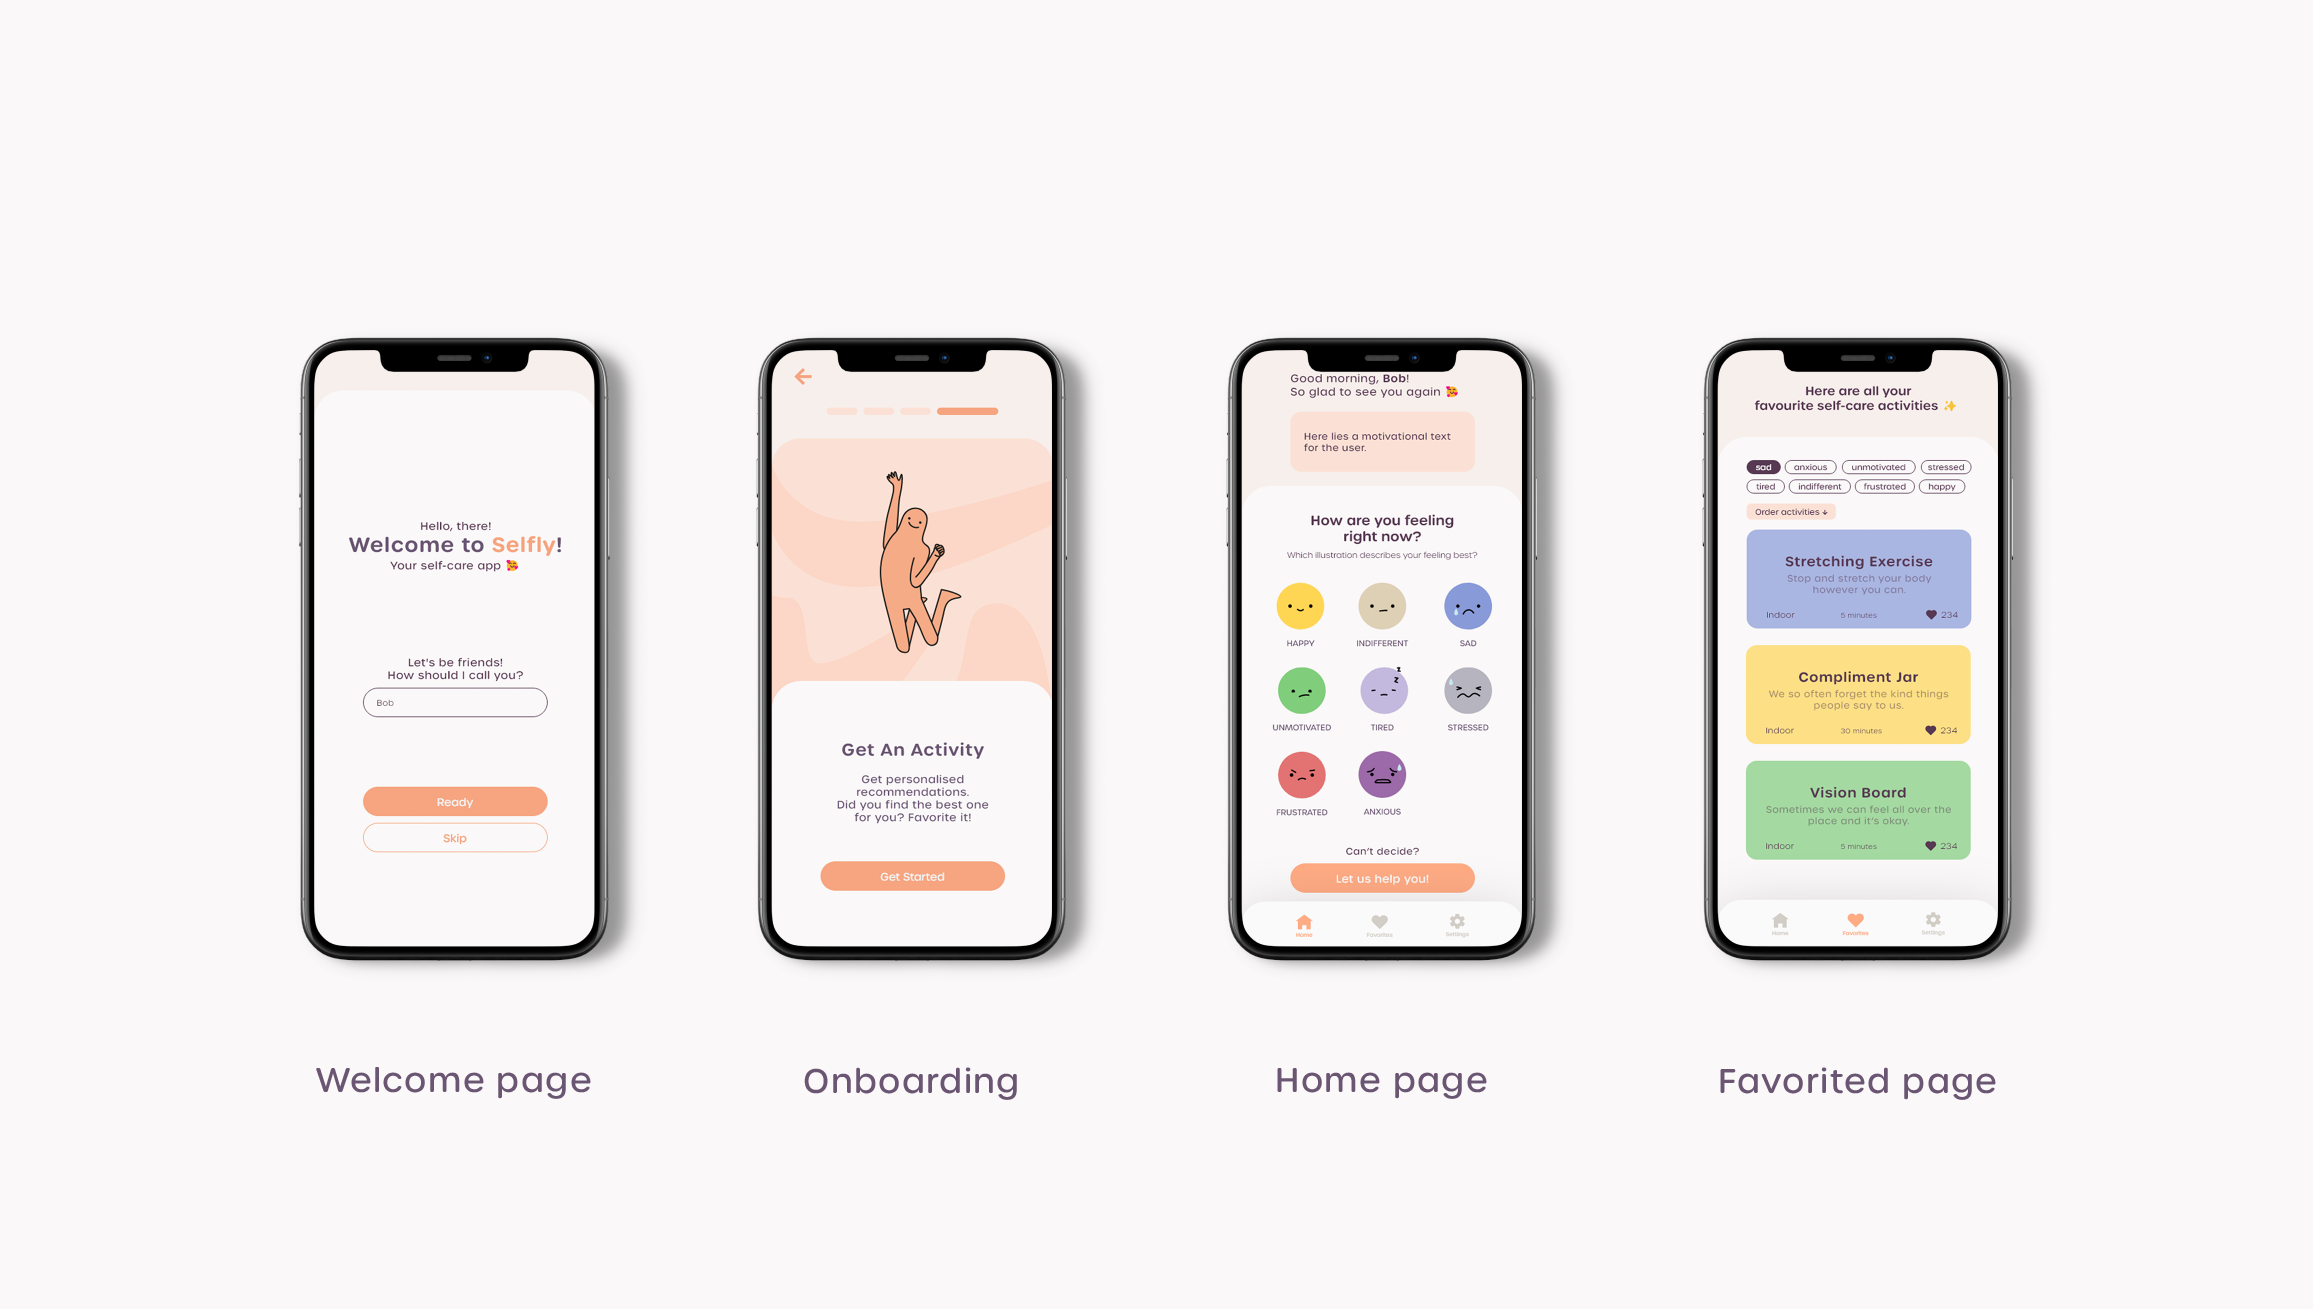 Hello, there!
Welcome to Selfly!
Your self-care app 🥰
Let's be friends!
How should I call you?
Bob
Ready
Skip
Welcome page
Get An Activity
Get personalised
recommendations.
Did you find the best one
for you? Favorite it!
Get Started
Onboarding
Good morning, Bob!
So glad to see you again 🥰
Here lies a motivational text
for the user.
How are you feeling
right now?
Which illustration describes your feeling best?
HAPPY
INDIFFERENT
SAD
UNMOTIVATED
z
z
TIRED
STRESSED
FRUSTRATED
ANXIOUS
Can't decide?
Let us help you!
Home
Favorites
Settings
Home page
Here are all your
favourite self-care activities ✨
sad anxious unmotivated stressed
tired indifferent frustrated happy
Order activities ↓
Stretching Exercise
Stop and stretch your body
however you can.
Indoor 5 minutes 234
Compliment Jar
We so often forget the kind things
people say to us.
Indoor 30 minutes 234
Vision Board
Sometimes we can feel all over the
place and it's okay.
Indoor 5 minutes 234
Home
Favorites
Settings
Favorited page